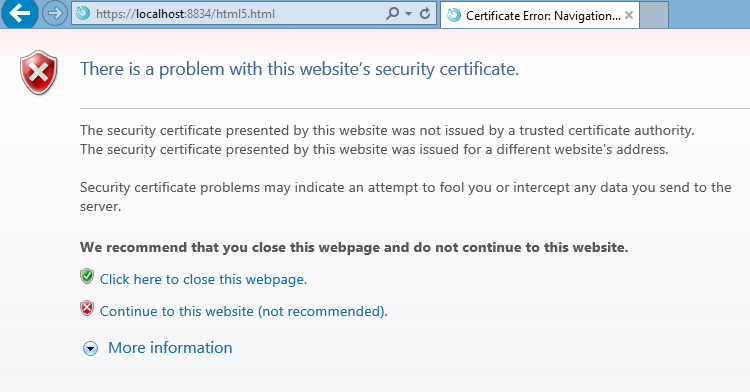 https://localhost:8834/html5.html
Certificate Error: Navigation...
There is a problem with this website's security certificate.
The security certificate presented by this website was not issued by a trusted certificate authority.
The security certificate presented by this website was issued for a different website's address.
Security certificate problems may indicate an attempt to fool you or intercept any data you send to the
server.
We recommend that you close this webpage and do not continue to this website.
Click here to close this webpage.
Continue to this website (not recommended).
More information